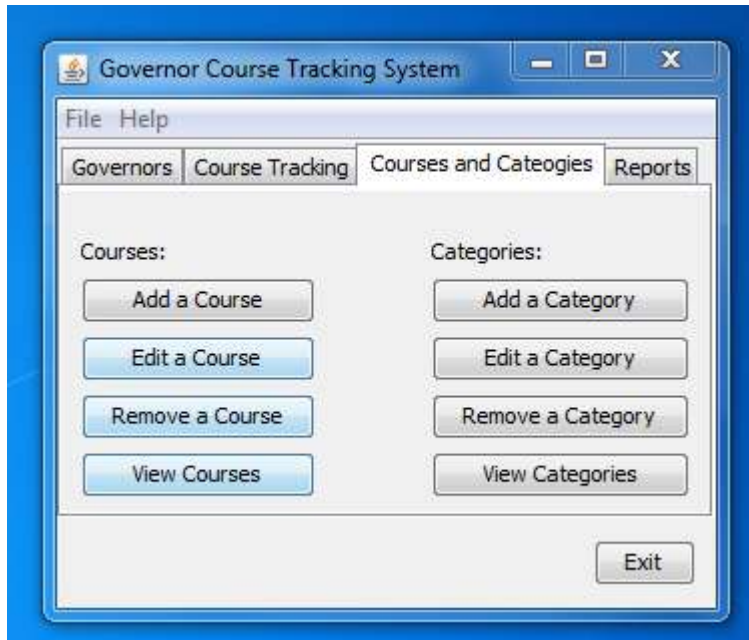 Governor Course Tracking System
File Help
Governors Course Tracking Courses and Cateogies Reports
Courses: Categories:
Add a Course Add a Category
Edit a Course Edit a Category
Remove a Course Remove a Category
View Courses View Categories
Exit